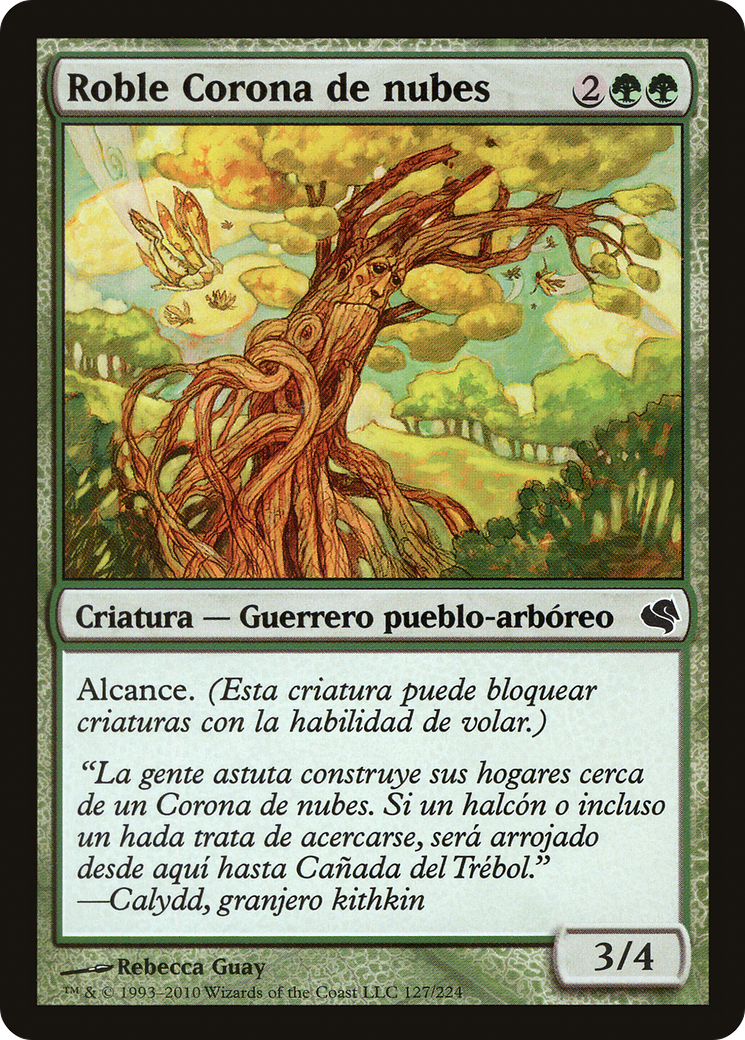 Roble Corona de nubes 2
Criatura — Guerrero pueblo-arbóreo
Alcance. (Esta criatura puede bloquear
criaturas con la habilidad de volar.)
“La gente astuta construye sus hogares cerca
de un Corona de nubes. Si un halcón o incluso
un hada trata de acercarse, será arrojado
desde aquí hasta Cañada del Trébol.”
—Calydd, granjero kithkin
3/4
Rebecca Guay
™ & © 1993–2010 Wizards of the Coast LLC 127/224